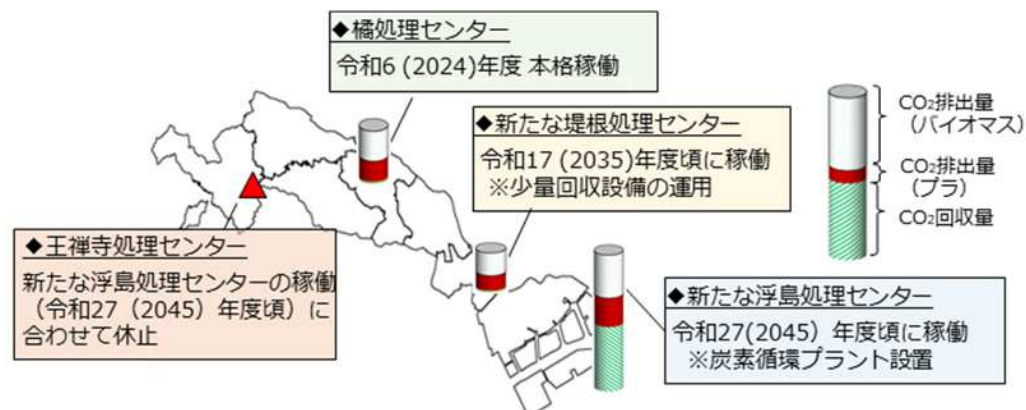 ◆橘処理センター
令和6 (2024)年度 本格稼働
◆新たな堤根処理センター
令和17 (2035)年度頃に稼働
※少量回収設備の運用
CO₂排出量
(バイオマス)
CO₂排出量
(プラ)
CO₂回収量
◆王禅寺処理センター
新たな浮島処理センターの稼働
(令和27(2045)年度頃)に
合わせて休止
◆新たな浮島処理センター
令和27(2045)年度頃に稼働
※炭素循環プラント設置